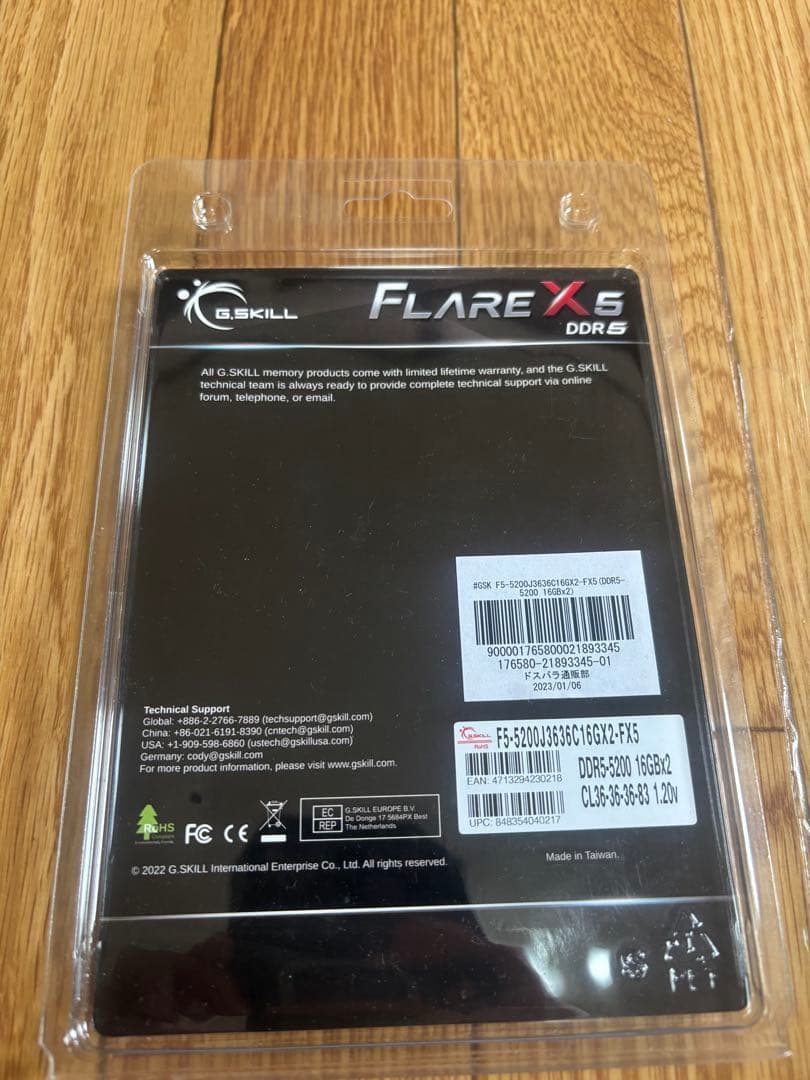 G.SKILL
FLARE X5
DDR5
All G.SKILL memory products come with limited lifetime warranty, and the G.SKILL
technical team is always ready to provide complete technical support via online
forum, telephone, or email.
#GSK F5-5200J3636C16GX2-FX5(DDR5-
5200 16GBx2)
900001765800021893345
176580-21893345-01
ドスパラ通販部
2023/01/06
Technical Support
Global: +886-2-2766-7889 (techsupport@gskill.com)
China: +86-021-6191-8390 (cntech@gskill.com)
USA: +1-909-598-6860 (ustech@gskillusa.com)
Germany: cody@gskill.com
For more product information, please visit www.gskill.com.
G.SKILL
RoHS
F5-5200J3636C16GX2-FX5
DDR5-5200 16GBx2
EAN: 4713294230218
CL36-36-36-83 1.20v
UPC: 848354040217
RoHS
Compliant
Environmentally Friendly
FC CE
EC
REP
G.SKILL EUROPE B.V.
De Donge 17 5684PX Best
The Netherlands
Made in Taiwan.
© 2022 G.SKILL International Enterprise Co., Ltd. All rights reserved.
PET